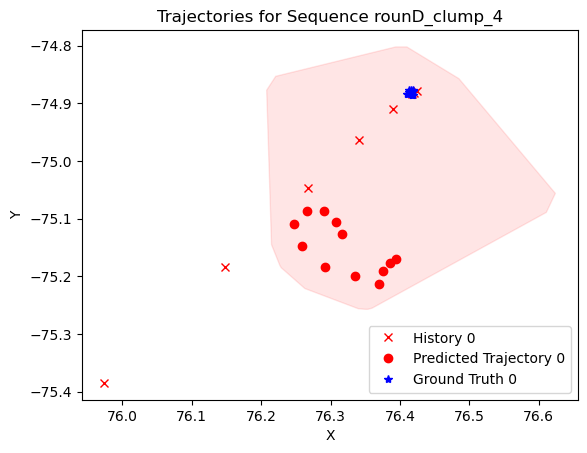 Trajectories for Sequence rounD_clump_4
Y
−74.8
−74.9
−75.0
−75.1
−75.2
−75.3
−75.4
History 0
Predicted Trajectory 0
Ground Truth 0
76.0 76.1 76.2 76.3 76.4 76.5 76.6
X